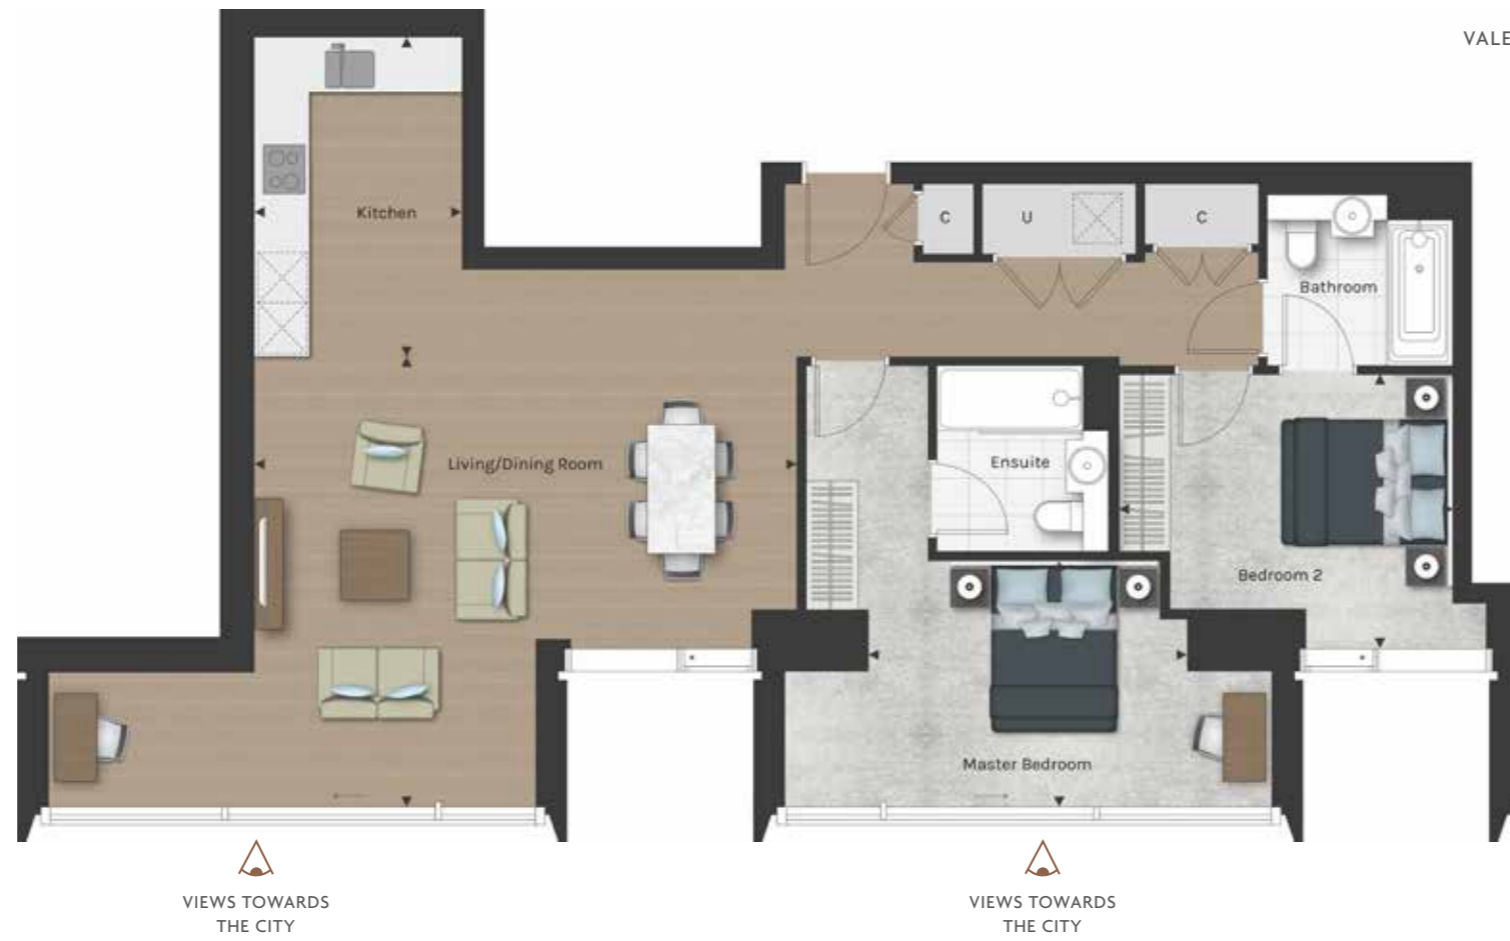 VALE
Kitchen
C
U
C
Bathroom
Living/Dining Room
Ensuite
Bedroom 2
Master Bedroom
VIEWS TOWARDS
THE CITY
VIEWS TOWARDS
THE CITY